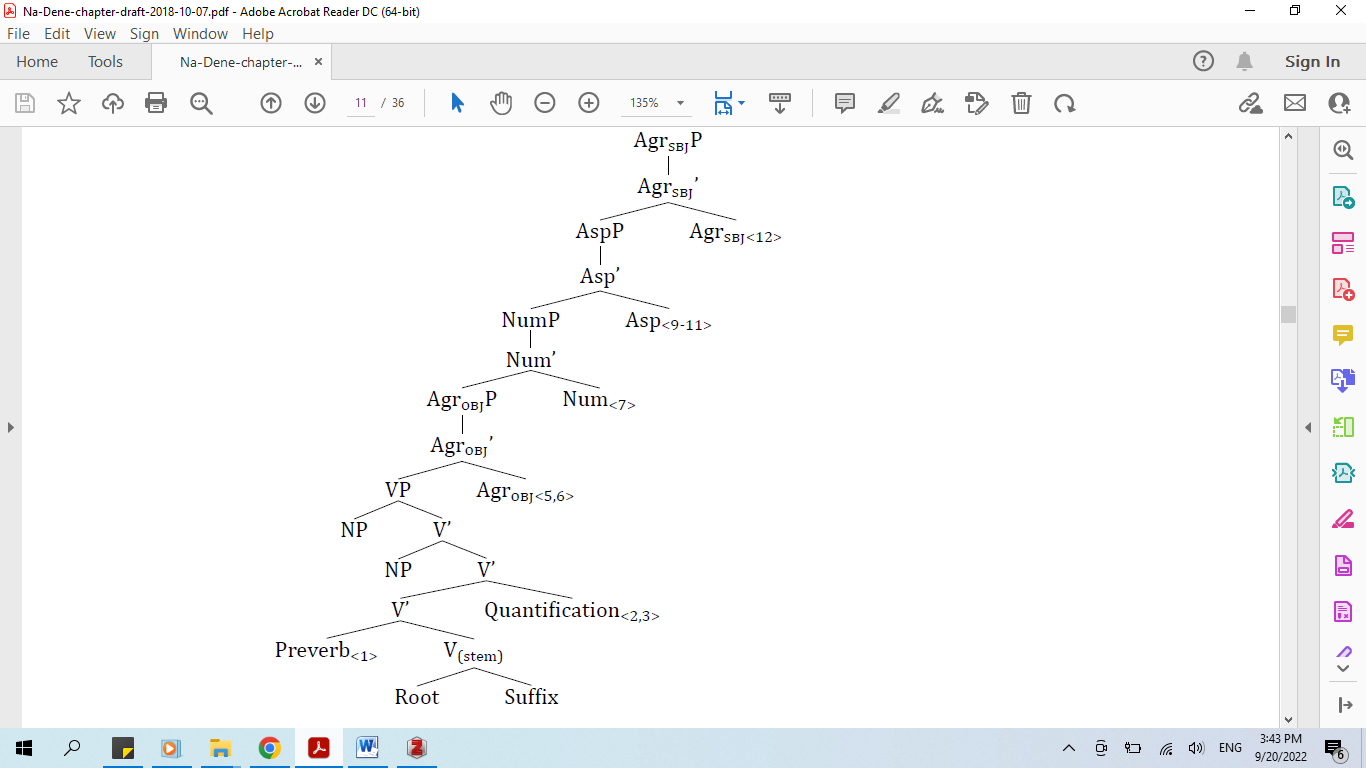 Na-Dene-chapter-draft-2018-10-07.pdf - Adobe Acrobat Reader DC (64-bit)
File Edit View Sign Window Help
Home Tools Na-Dene-chapter-... × Sign In
11 / 36 135%
AgrSBJP
AgrSBJ’
AspP AgrSBJ<12>
Asp’
NumP Asp<9-11>
Num’
AgrOBJP Num<7>
AgrOBJ’
VP AgrOBJ<5,6>
NP V’
NP V’
V’ Quantification<2,3>
Preverb<1> V(stem)
Root Suffix
ENG 3:43 PM
9/20/2022 6